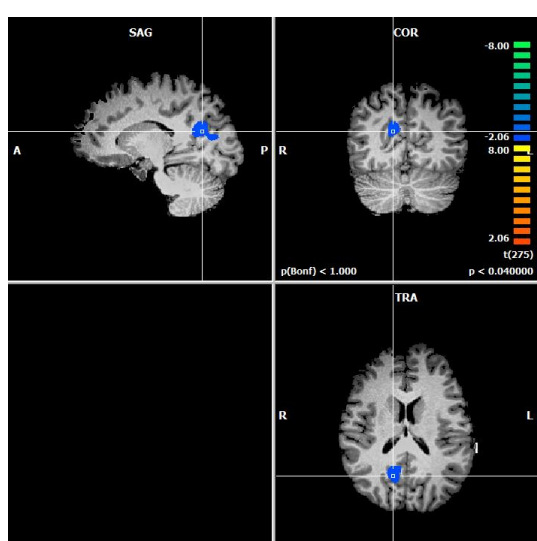 SAG
A
P
COR
R
L
-8.00
-2.06
8.00
2.06
t(275)
p(Bonf) < 1.000
p < 0.040000
TRA
R
L